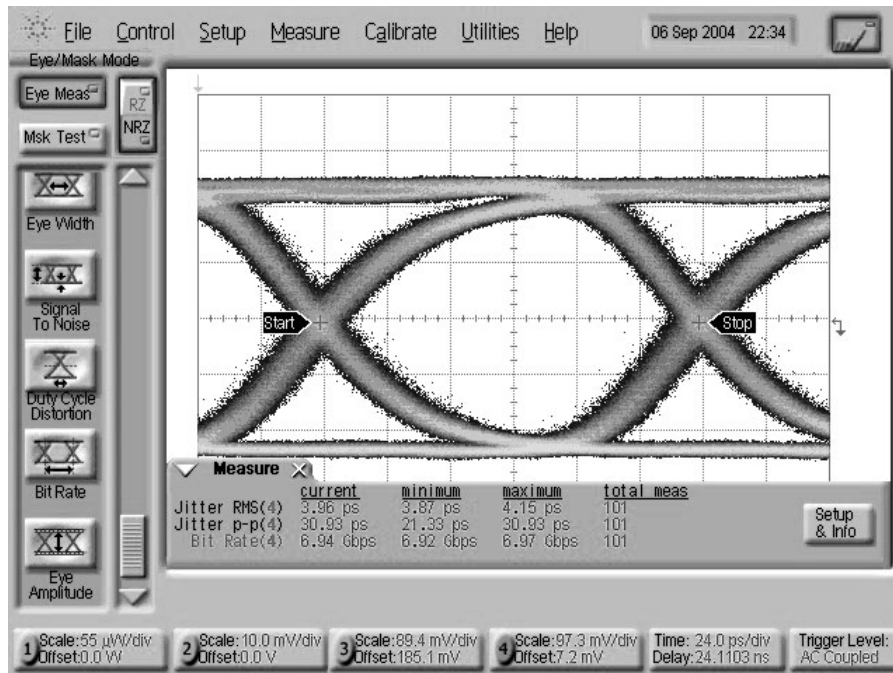 File Control Setup Measure Calibrate Utilities Help 06 Sep 2004 22:34
Eye/Mask Mode
Eye Meas
RZ
NRZ
Msk Test
Eye Width
Signal
To Noise
Duty Cycle
Distortion
Bit Rate
Eye
Amplitude
Start
Stop
Measure
current minimum maximum total meas
Jitter RMS(4) 3.96 ps 3.87 ps 4.15 ps 101
Jitter p-p(4) 30.93 ps 21.33 ps 30.93 ps 101
Bit Rate(4) 6.94 Gbps 6.92 Gbps 6.97 Gbps 101
Setup
& Info
1 Scale:55 µW/div
Offset:0.0 W
2 Scale:10.0 mV/div
Offset:0.0 V
3 Scale:89.4 mV/div
Offset:185.1 mV
4 Scale:97.3 mV/div
Offset:7.2 mV
Time: 24.0 ps/div
Delay:24.1103 ns
Trigger Level:
AC Coupled